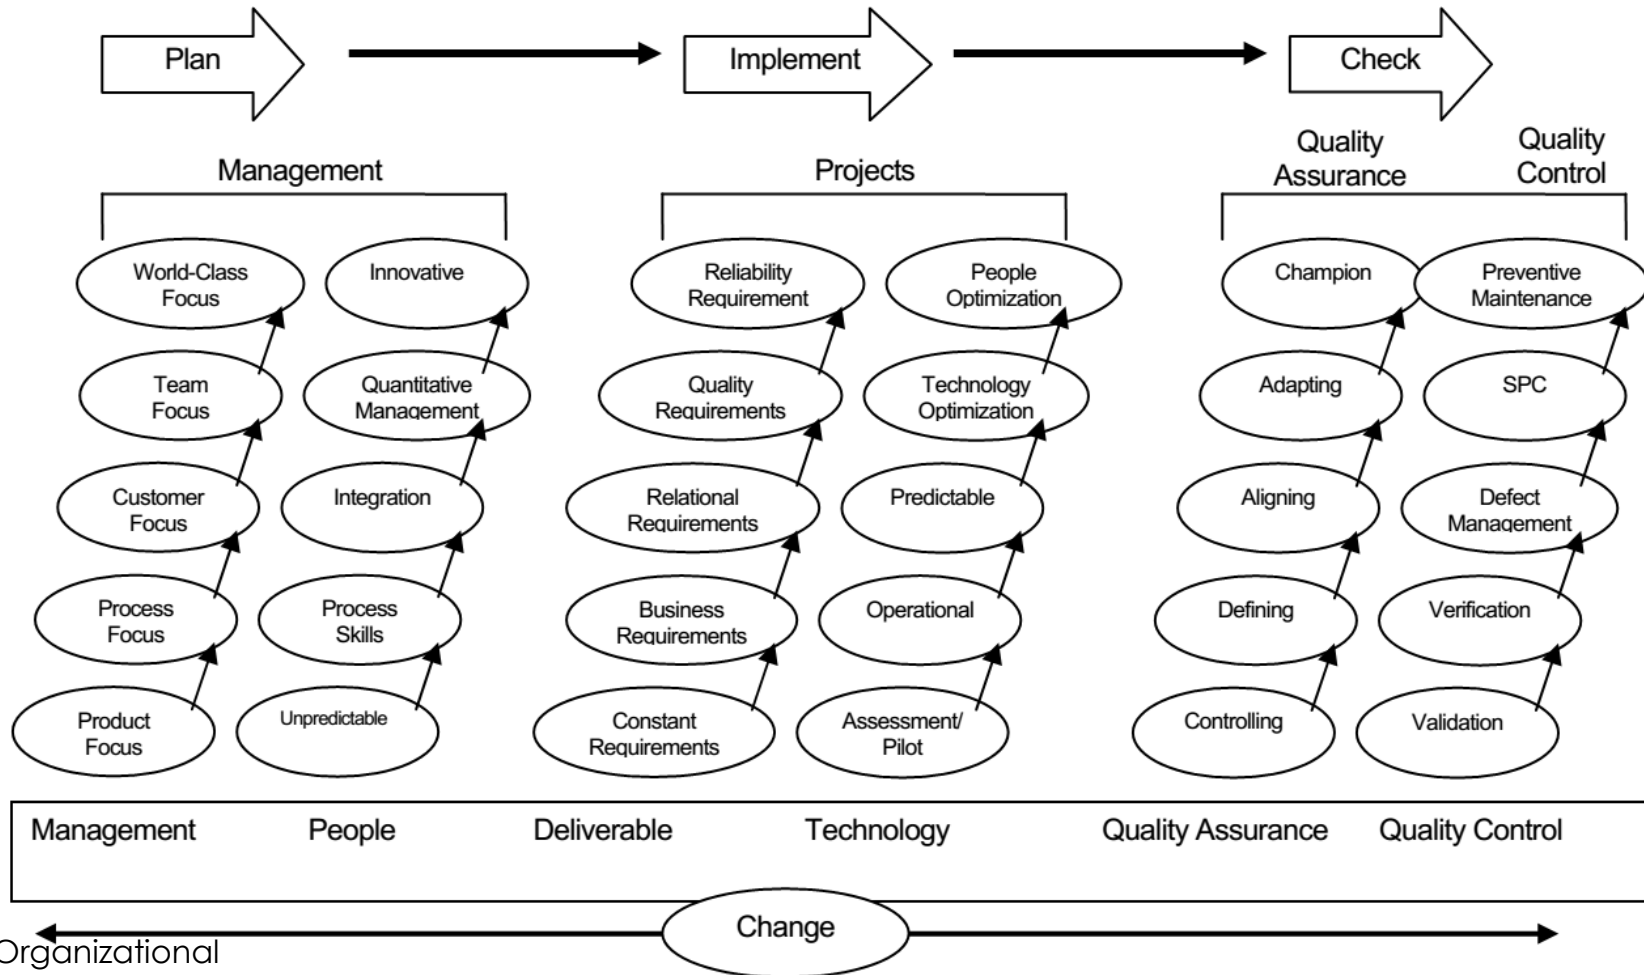 Plan
Implement
Check
Management
Projects
Quality
Assurance
Quality
Control
World-Class
Focus
Innovative
Reliability
Requirement
People
Optimization
Champion
Preventive
Maintenance
Team
Focus
Quantitative
Management
Quality
Requirements
Technology
Optimization
Adapting
SPC
Customer
Focus
Integration
Relational
Requirements
Predictable
Aligning
Defect
Management
Process
Focus
Process
Skills
Business
Requirements
Operational
Defining
Verification
Product
Focus
Unpredictable
Constant
Requirements
Assessment/
Pilot
Controlling
Validation
Management People Deliverable Technology Quality Assurance Quality Control
Change
Organizational